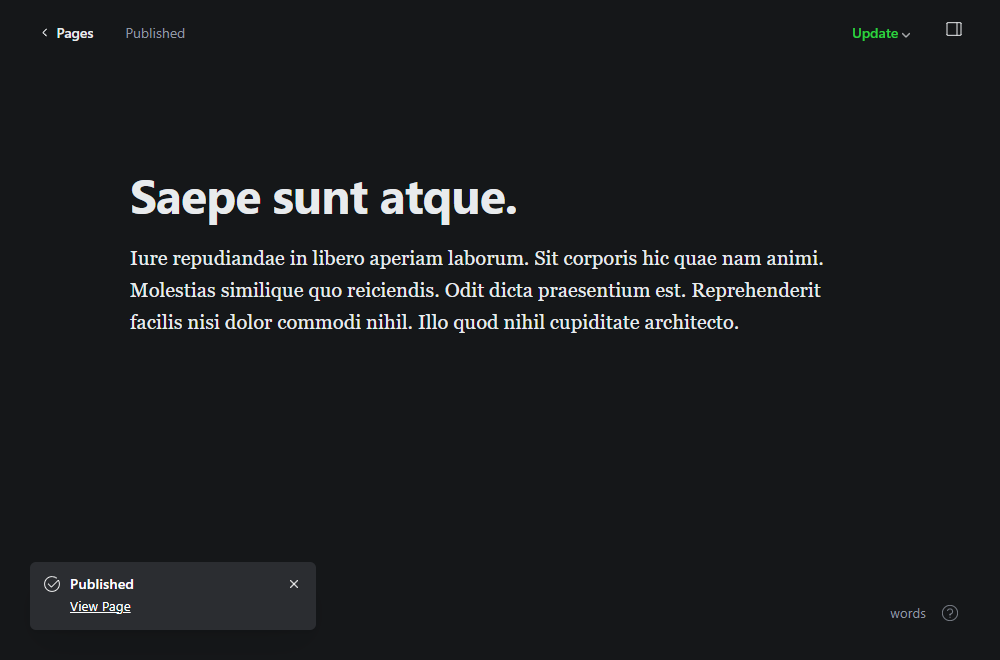 Pages
Published
Update
Saepe sunt atque.
Iure repudiandae in libero aperiam laborum. Sit corporis hic quae nam animi.
Molestias similique quo reiciendis. Odit dicta praesentium est. Reprehenderit
facilis nisi dolor commodi nihil. Illo quod nihil cupiditate architecto.
Published
View Page
words
?